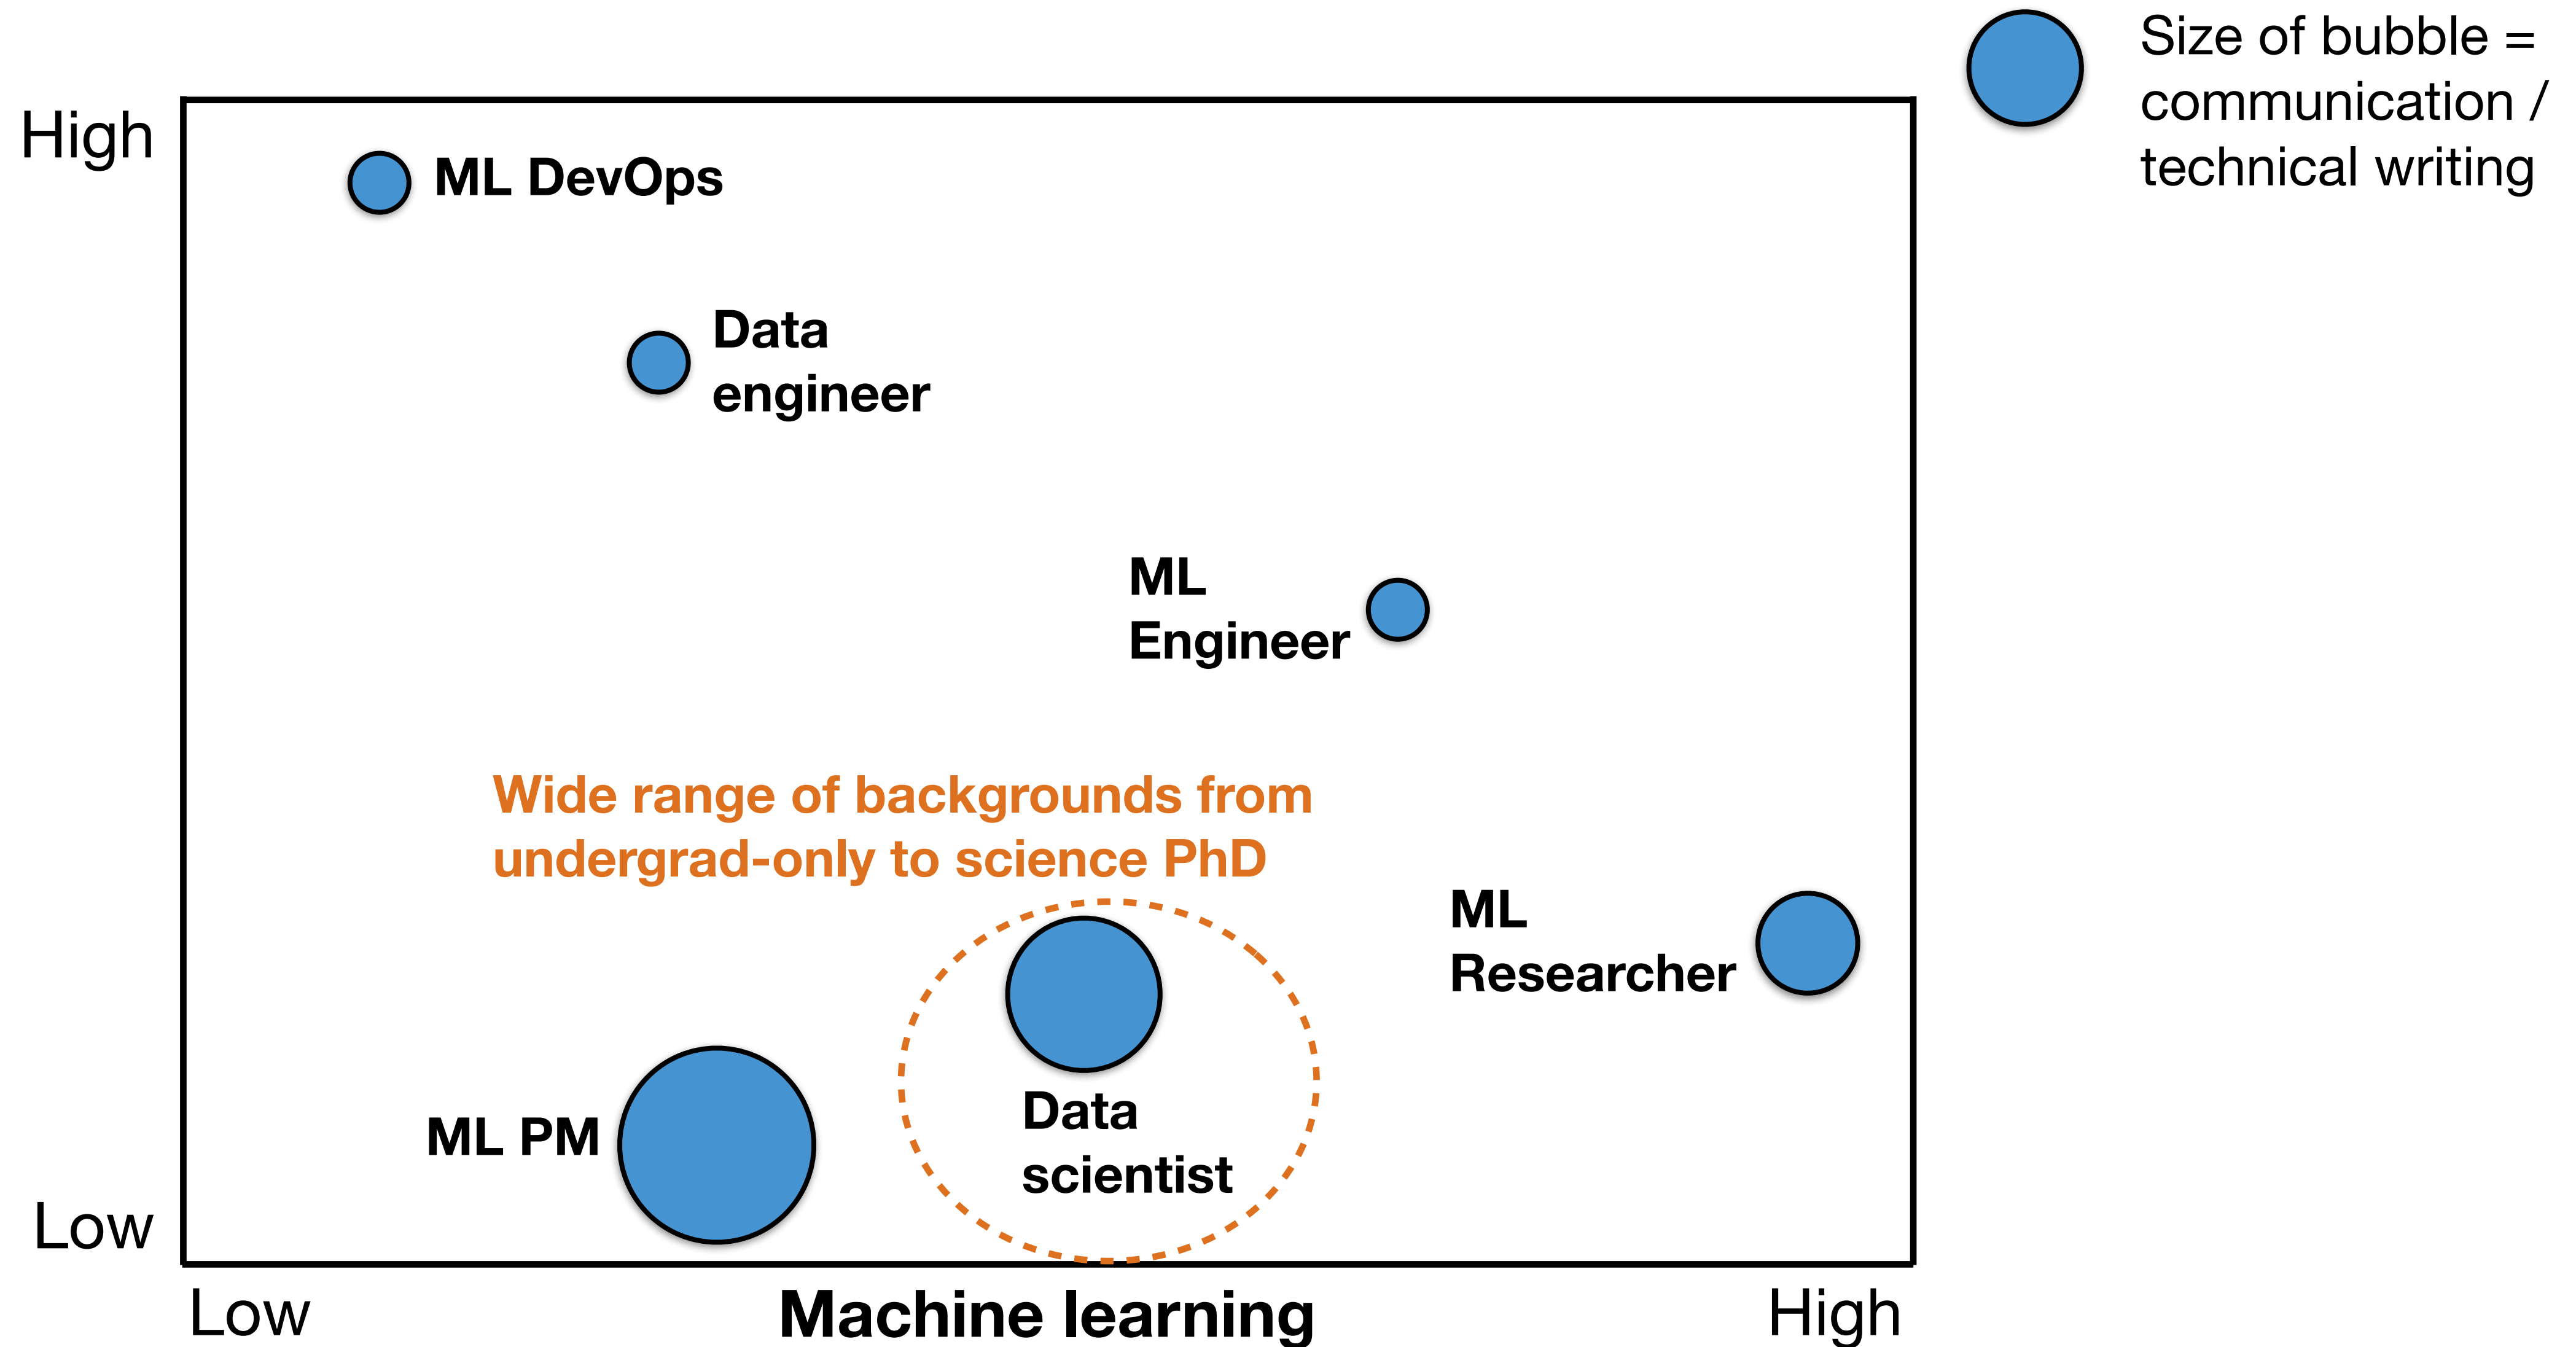 Size of bubble =
communication /
technical writing
High
ML DevOps
Data
engineer
ML
Engineer
Wide range of backgrounds from
undergrad-only to science PhD
ML
Researcher
Data
scientist
ML PM
Low
Low
Machine learning
High